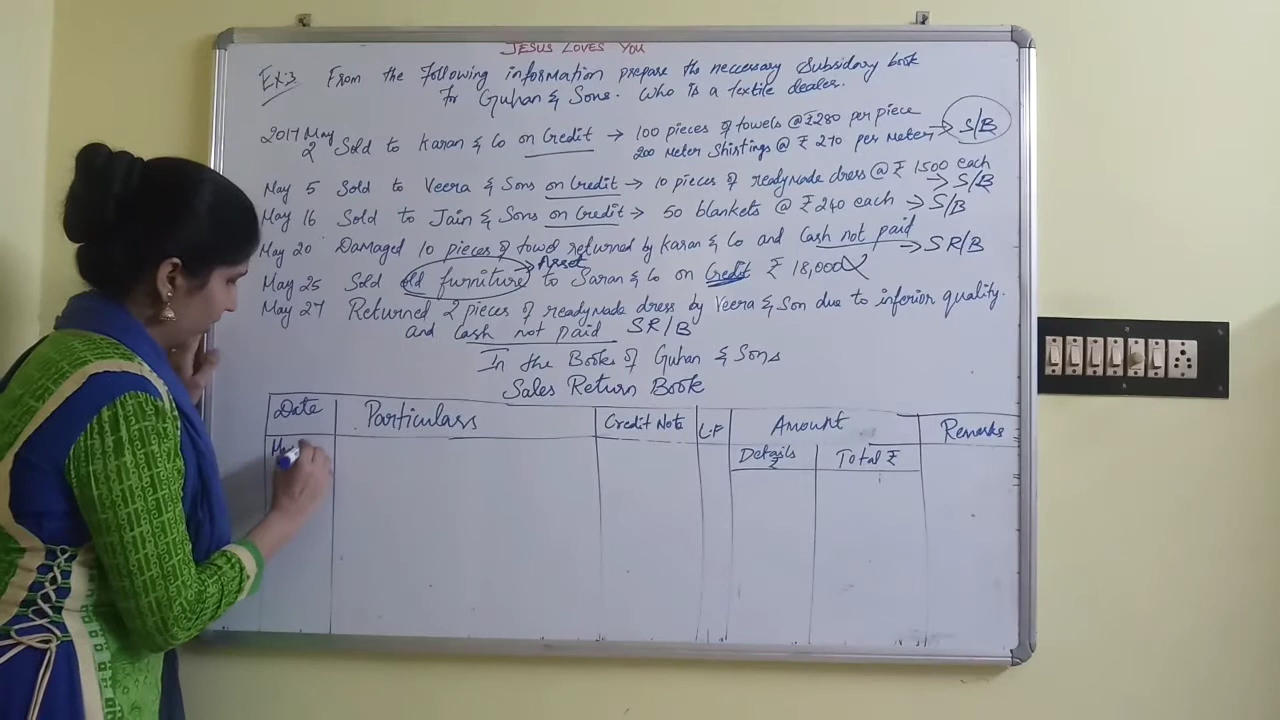 JESUS LOVES YOU
Ex:3 From the following information prepare the neccessary Subsidary book
for Guhan & Sons. Who is a textile dealer.
2017 May 2 Sold to Karan & Co on Credit → 100 pieces of towels @ ₹280 per piece
200 Meter Shirtings @ ₹ 270 per Meter → S/B
May 5 Sold to Veera & Sons on Credit → 10 pieces of readymade dress @ ₹ 1500 each
→ S/B
May 16 Sold to Jain & Sons on Credit → 50 blankets @ ₹240 each → S/B
May 20 Damaged 10 pieces of towel returned by Karan & Co and Cash not paid
→ SR/B
Asset
May 25 Sold old furniture → to Saran & Co on Credit ₹ 18,000 X
May 27 Returned 2 pieces of readymade dress by Veera & Son due to inferior quality.
and Cash not paid SR/B
In the Books of Guhan & Sons
Sales Return Book
Date Particulars Credit Note L.F Amount Remarks
Details ₹ Total ₹